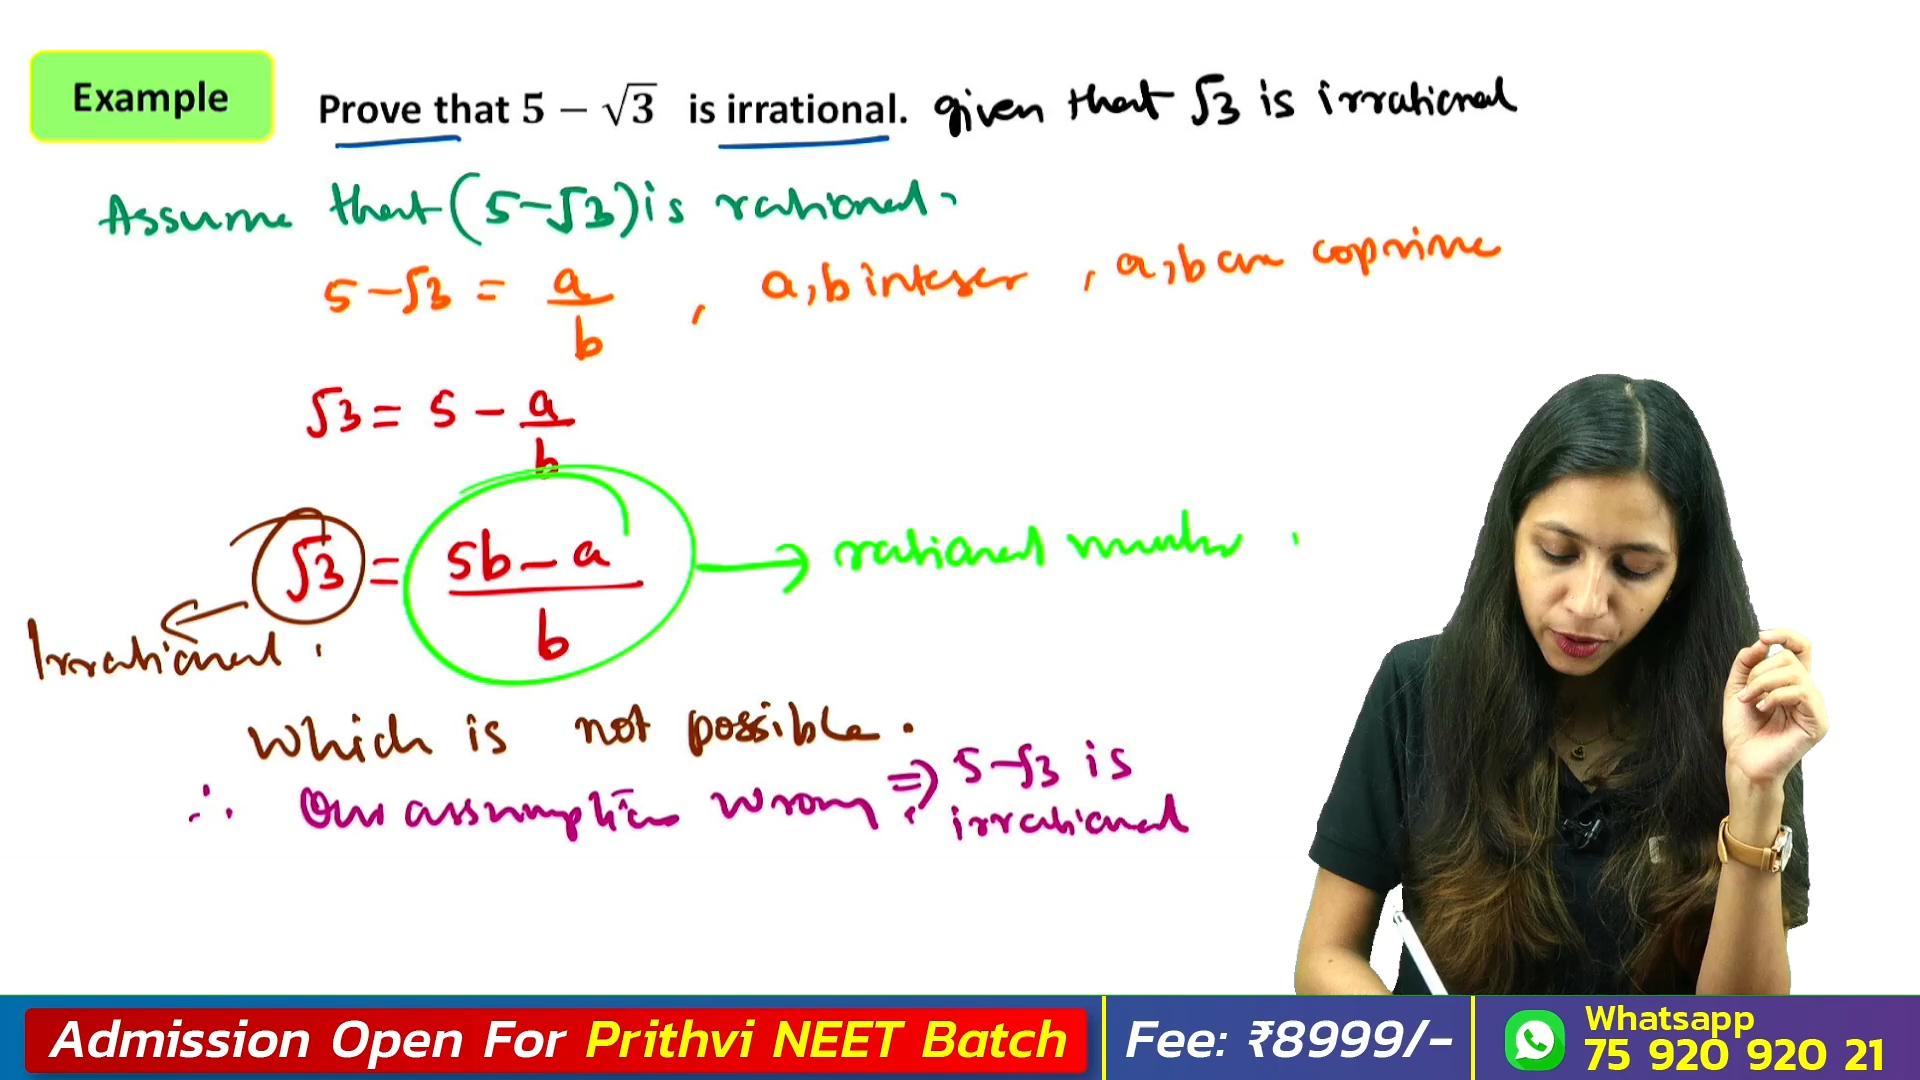 Example
Prove that 5 − √3 is irrational. given that √3 is irrational
Assume that (5-√3) is rational.
5-√3 = a/b , a,b integer , a,b are coprime
√3 = 5 - a/b
√3 = (5b-a)/b → rational number.
Irrational.
which is not possible.
∴ Our assumption wrong ⇒ 5-√3 is
irrational
Admission Open For Prithvi NEET Batch
Fee: ₹8999/-
Whatsapp
75 920 920 21